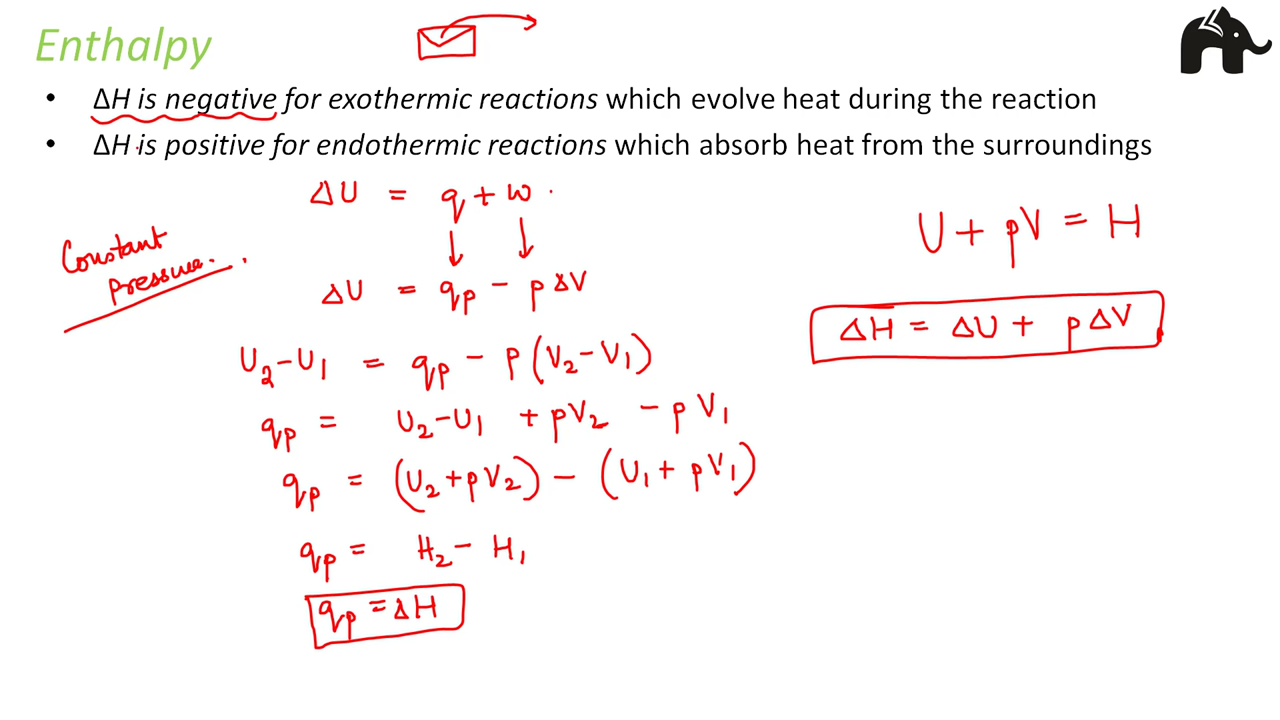 Enthalpy
• ΔH is negative for exothermic reactions which evolve heat during the reaction
• ΔH is positive for endothermic reactions which absorb heat from the surroundings
ΔU = q + w
Constant pressure.
ΔU = qₚ - pΔV
U₂ - U₁ = qₚ - p(V₂ - V₁)
qₚ = U₂ - U₁ + pV₂ - pV₁
qₚ = (U₂ + pV₂) - (U₁ + pV₁)
qₚ = H₂ - H₁
qₚ = ΔH
U + pV = H
ΔH = ΔU + pΔV